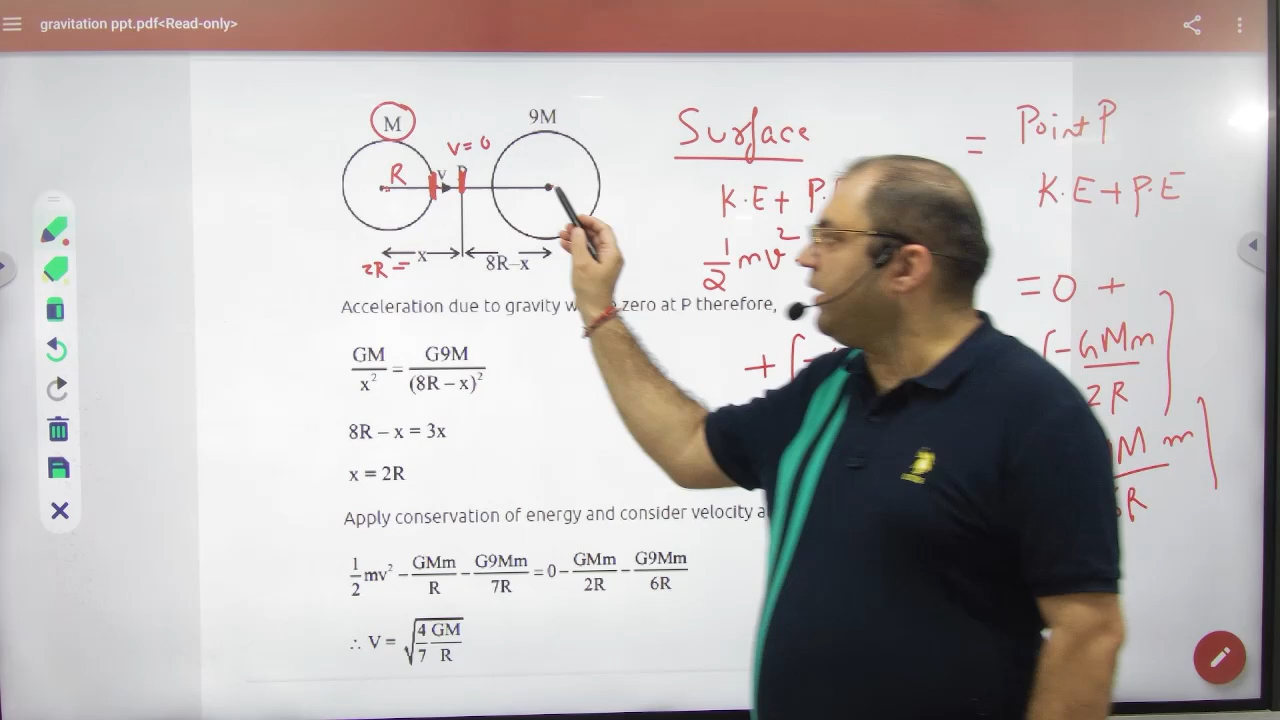 gravitation ppt.pdf<Read-only>
M
9M
V=0
R
V
P
x
8R–x
2R =
Surface
= Point P
K.E +
K.E + P.E
1/2 mv²
= 0 +
+
[-GMm/2R]
M m
R
Acceleration due to gravity zero at P therefore,
GM/x² = G9M/(8R – x)²
8R – x = 3x
x = 2R
Apply conservation of energy and consider velocity
1/2 mv² – GMm/R – G9Mm/7R = 0 – GMm/2R – G9Mm/6R
∴ V = √(4/7 GM/R)